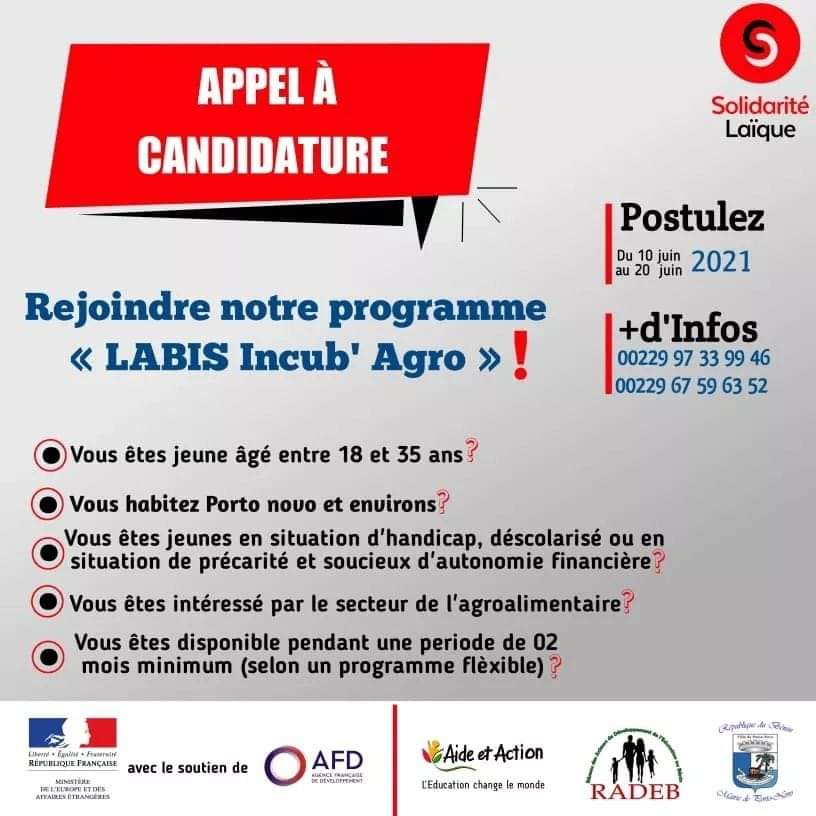 APPEL À
CANDIDATURE
Solidarité
Laïque
Postulez
Du 10 juin
au 20 juin 2021
Rejoindre notre programme
« LABIS Incub' Agro » !
+d'Infos
00229 97 33 99 46
00229 67 59 63 52
Vous êtes jeune âgé entre 18 et 35 ans?
Vous habitez Porto novo et environs?
Vous êtes jeunes en situation d'handicap, déscolarisé ou en
situation de précarité et soucieux d'autonomie financière?
Vous êtes intéressé par le secteur de l'agroalimentaire?
Vous êtes disponible pendant une periode de 02
mois minimum (selon un programme flèxible) ?
Liberté • Égalité • Fraternité
RÉPUBLIQUE FRANÇAISE
MINISTÈRE
DE L'EUROPE ET DES
AFFAIRES ÉTRANGÈRES
avec le soutien de
AFD
AGENCE FRANÇAISE
DE DÉVELOPPEMENT
Aide et Action
L'Education change le monde
RADEB
République du Bénin
Mairie de Porto-Novo